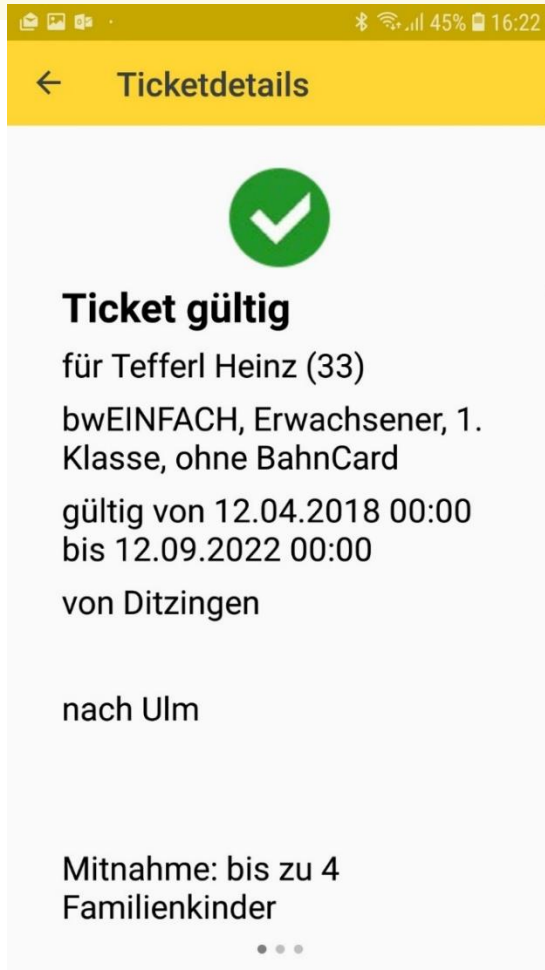 45% 16:22
Ticketdetails
Ticket gültig
für Tefferl Heinz (33)
bwEINFACH, Erwachsener, 1.
Klasse, ohne BahnCard
gültig von 12.04.2018 00:00
bis 12.09.2022 00:00
von Ditzingen
nach Ulm
Mitnahme: bis zu 4
Familienkinder